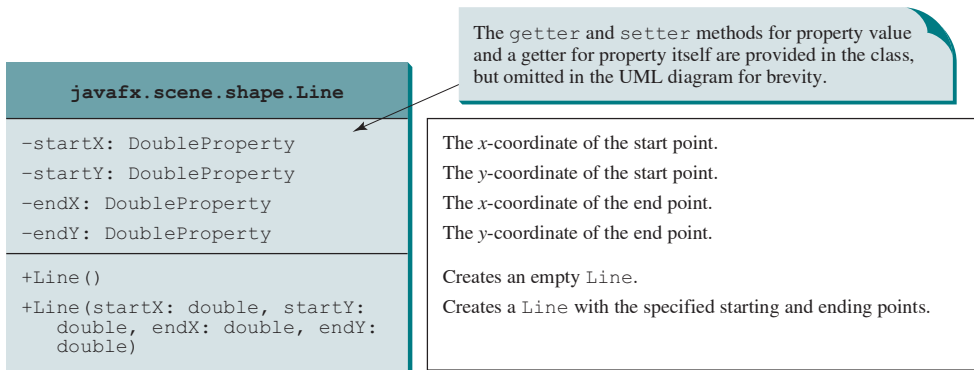 The getter and setter methods for property value
and a getter for property itself are provided in the class,
but omitted in the UML diagram for brevity.
javafx.scene.shape.Line
-startX: DoubleProperty
The x-coordinate of the start point.
-startY: DoubleProperty
The y-coordinate of the start point.
-endX: DoubleProperty
The x-coordinate of the end point.
-endY: DoubleProperty
The y-coordinate of the end point.
+Line()
Creates an empty Line.
+Line(startX: double, startY:
double, endX: double, endY:
double)
Creates a Line with the specified starting and ending points.